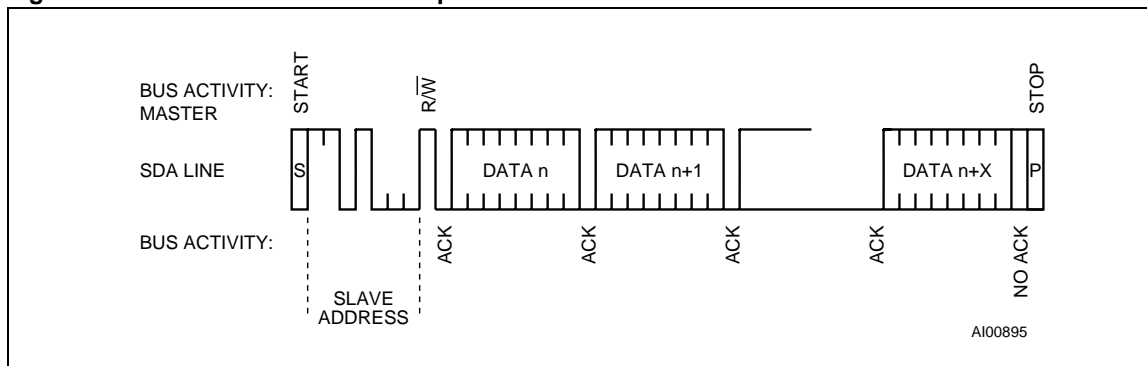 BUS ACTIVITY:
MASTER
START
R/W
STOP
SDA LINE
S
DATA n
DATA n+1
DATA n+X
P
BUS ACTIVITY:
ACK
ACK
ACK
ACK
NO ACK
SLAVE
ADDRESS
AI00895